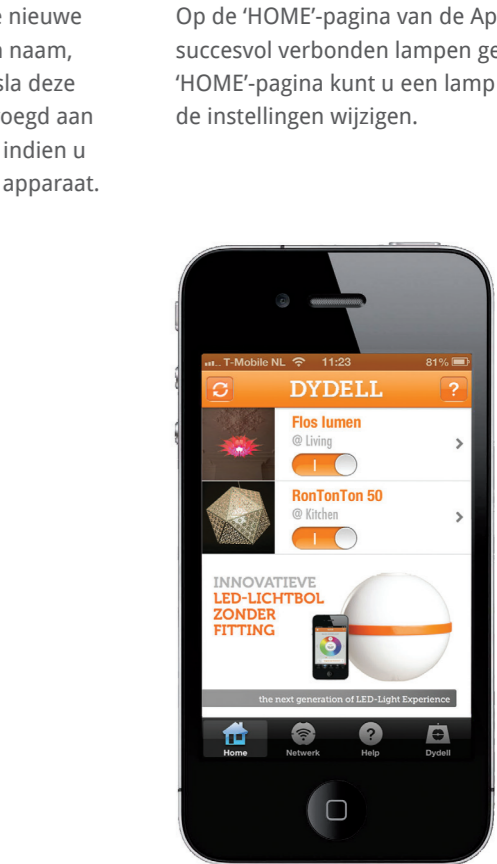 e nieuwe
naam,
sla deze
oegd aan
indien u
apparaat.
Op de ‘HOME’-pagina van de Ap
succesvol verbonden lampen ge
‘HOME’-pagina kunt u een lamp
de instellingen wijzigen.
T-Mobile NL 11:23 81%
DYDELL ?
Flos lumen
@ Living
RonTonTon 50
@ Kitchen
INNOVATIEVE
LED-LICHTBOL
ZONDER
FITTING
the next generation of LED-Light Experience
Home Netwerk Help Dydell